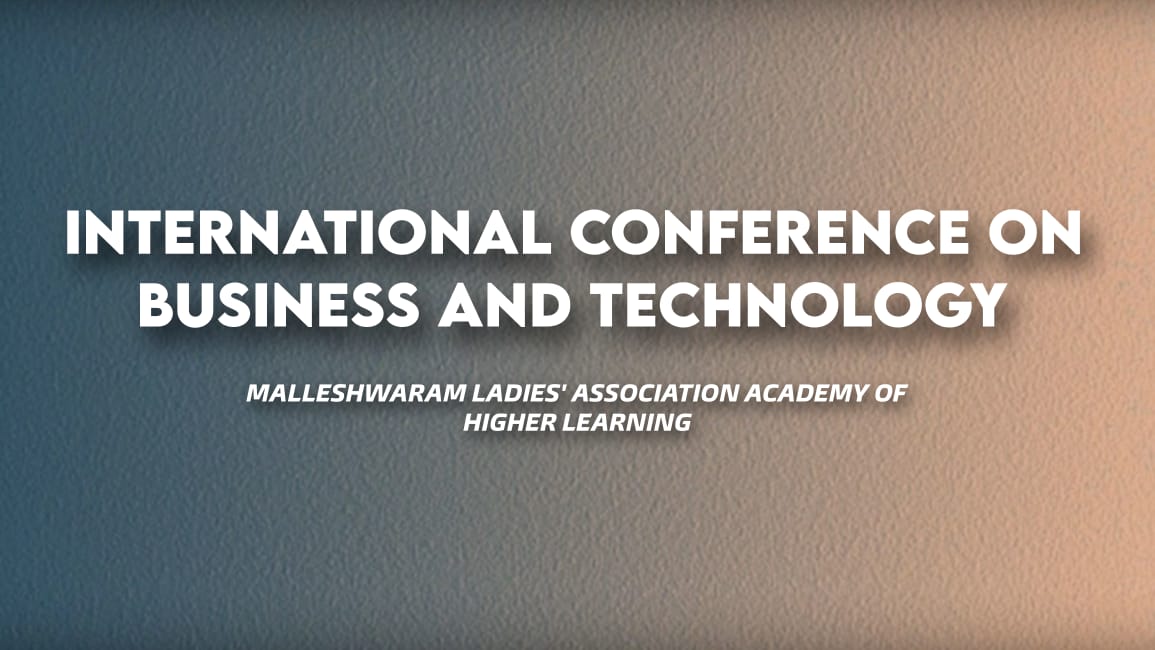 INTERNATIONAL CONFERENCE ON
BUSINESS AND TECHNOLOGY
MALLESHWARAM LADIES' ASSOCIATION ACADEMY OF
HIGHER LEARNING